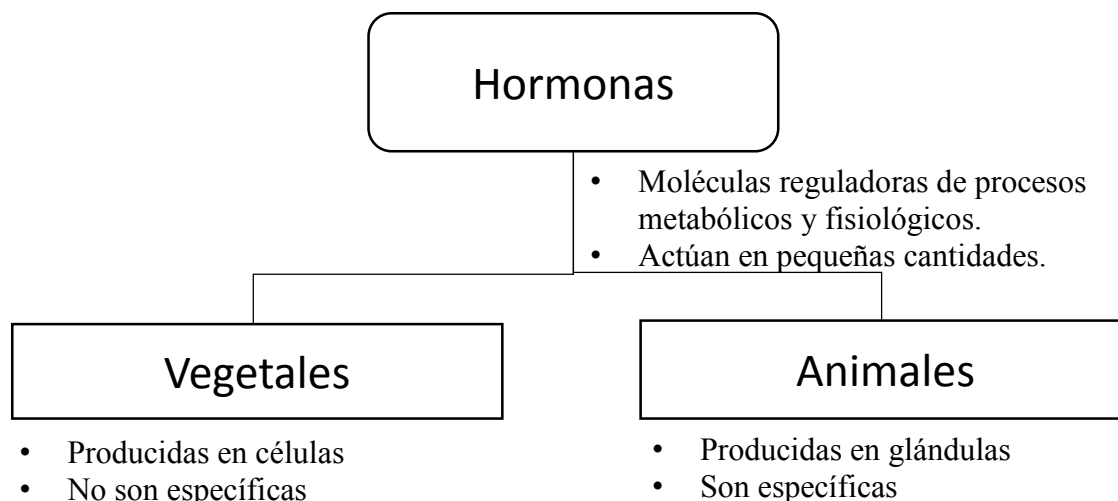 Hormonas
• Moléculas reguladoras de procesos
metabólicos y fisiológicos.
• Actúan en pequeñas cantidades.
Vegetales
• Producidas en células
• No son específicas
Animales
• Producidas en glándulas
• Son específicas